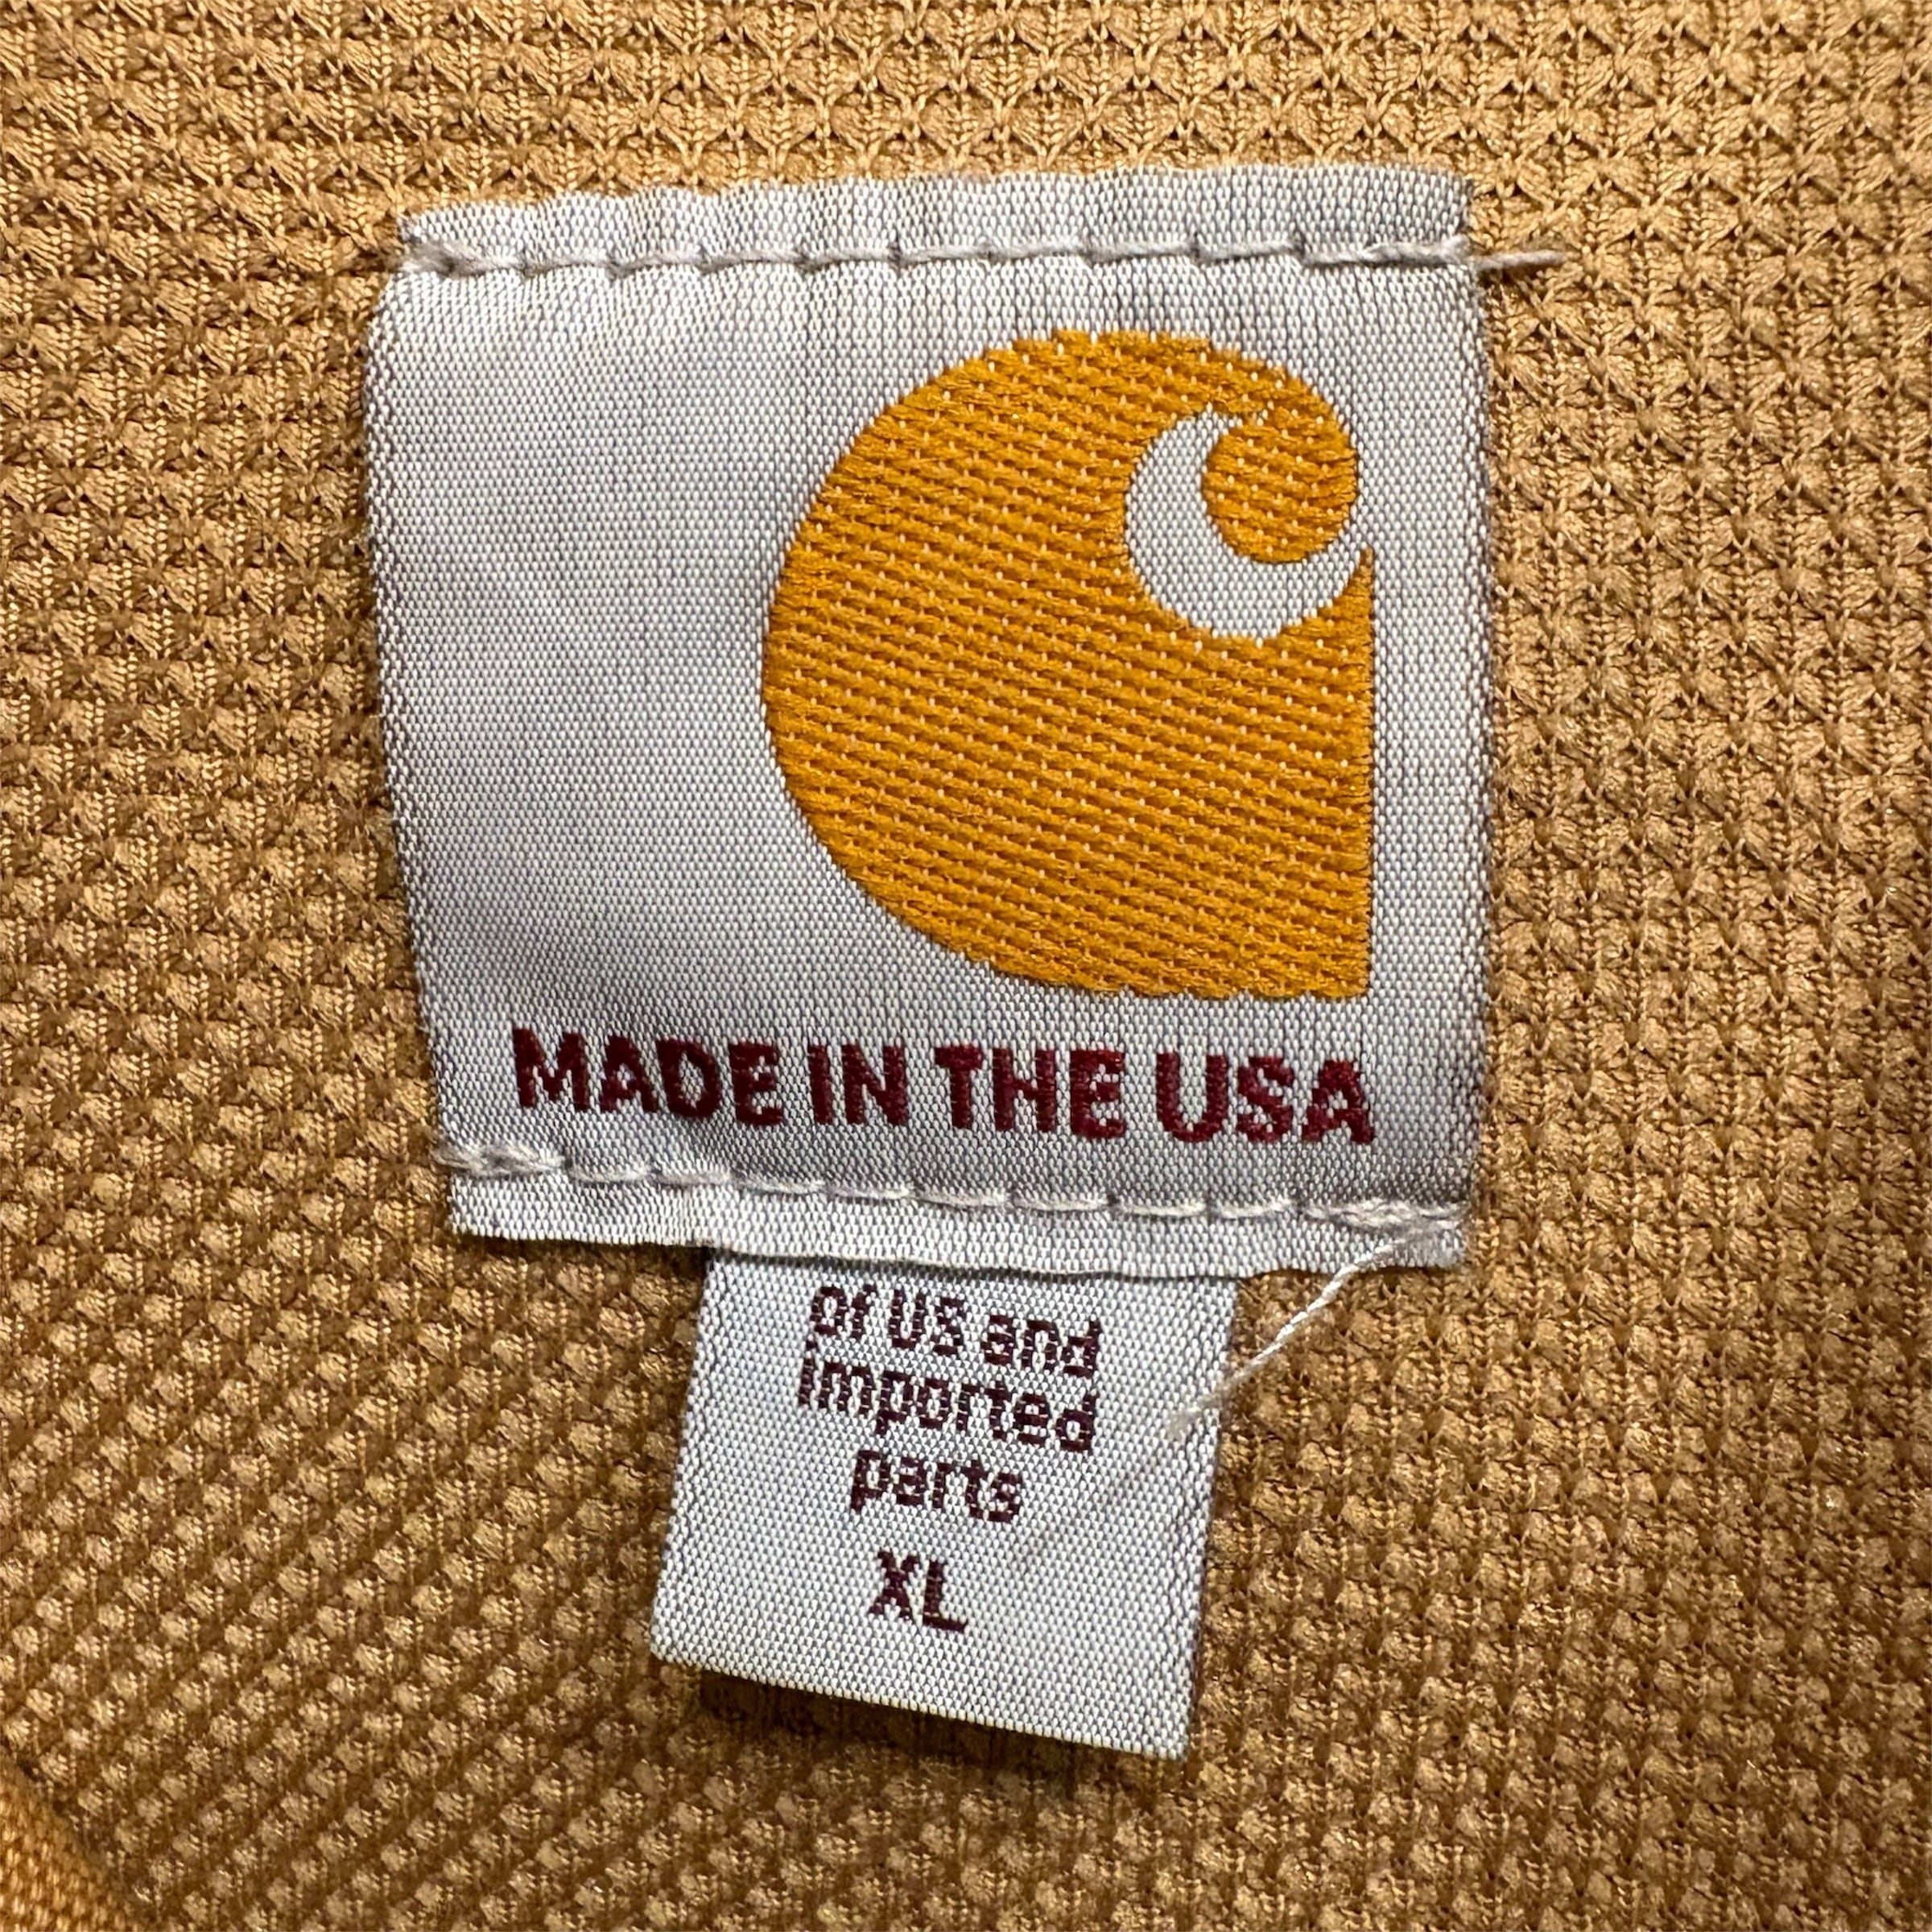 MADE IN THE USA
of US and
imported
parts
XL